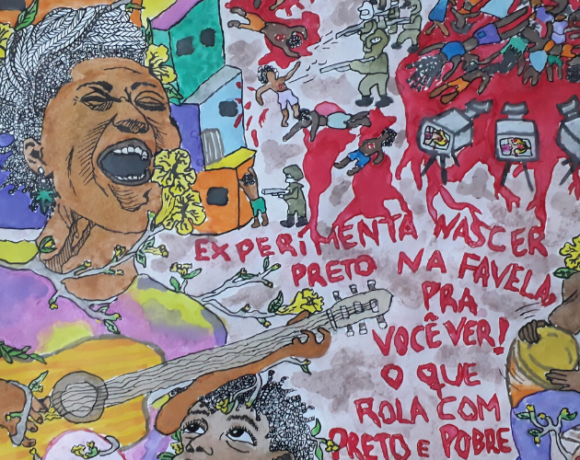 EXPERIMENTA NASCER
PRETO NA FAVELA,
PRA
VOCÊ VER!
O QUE
ROLA COM
PRETO E POBRE